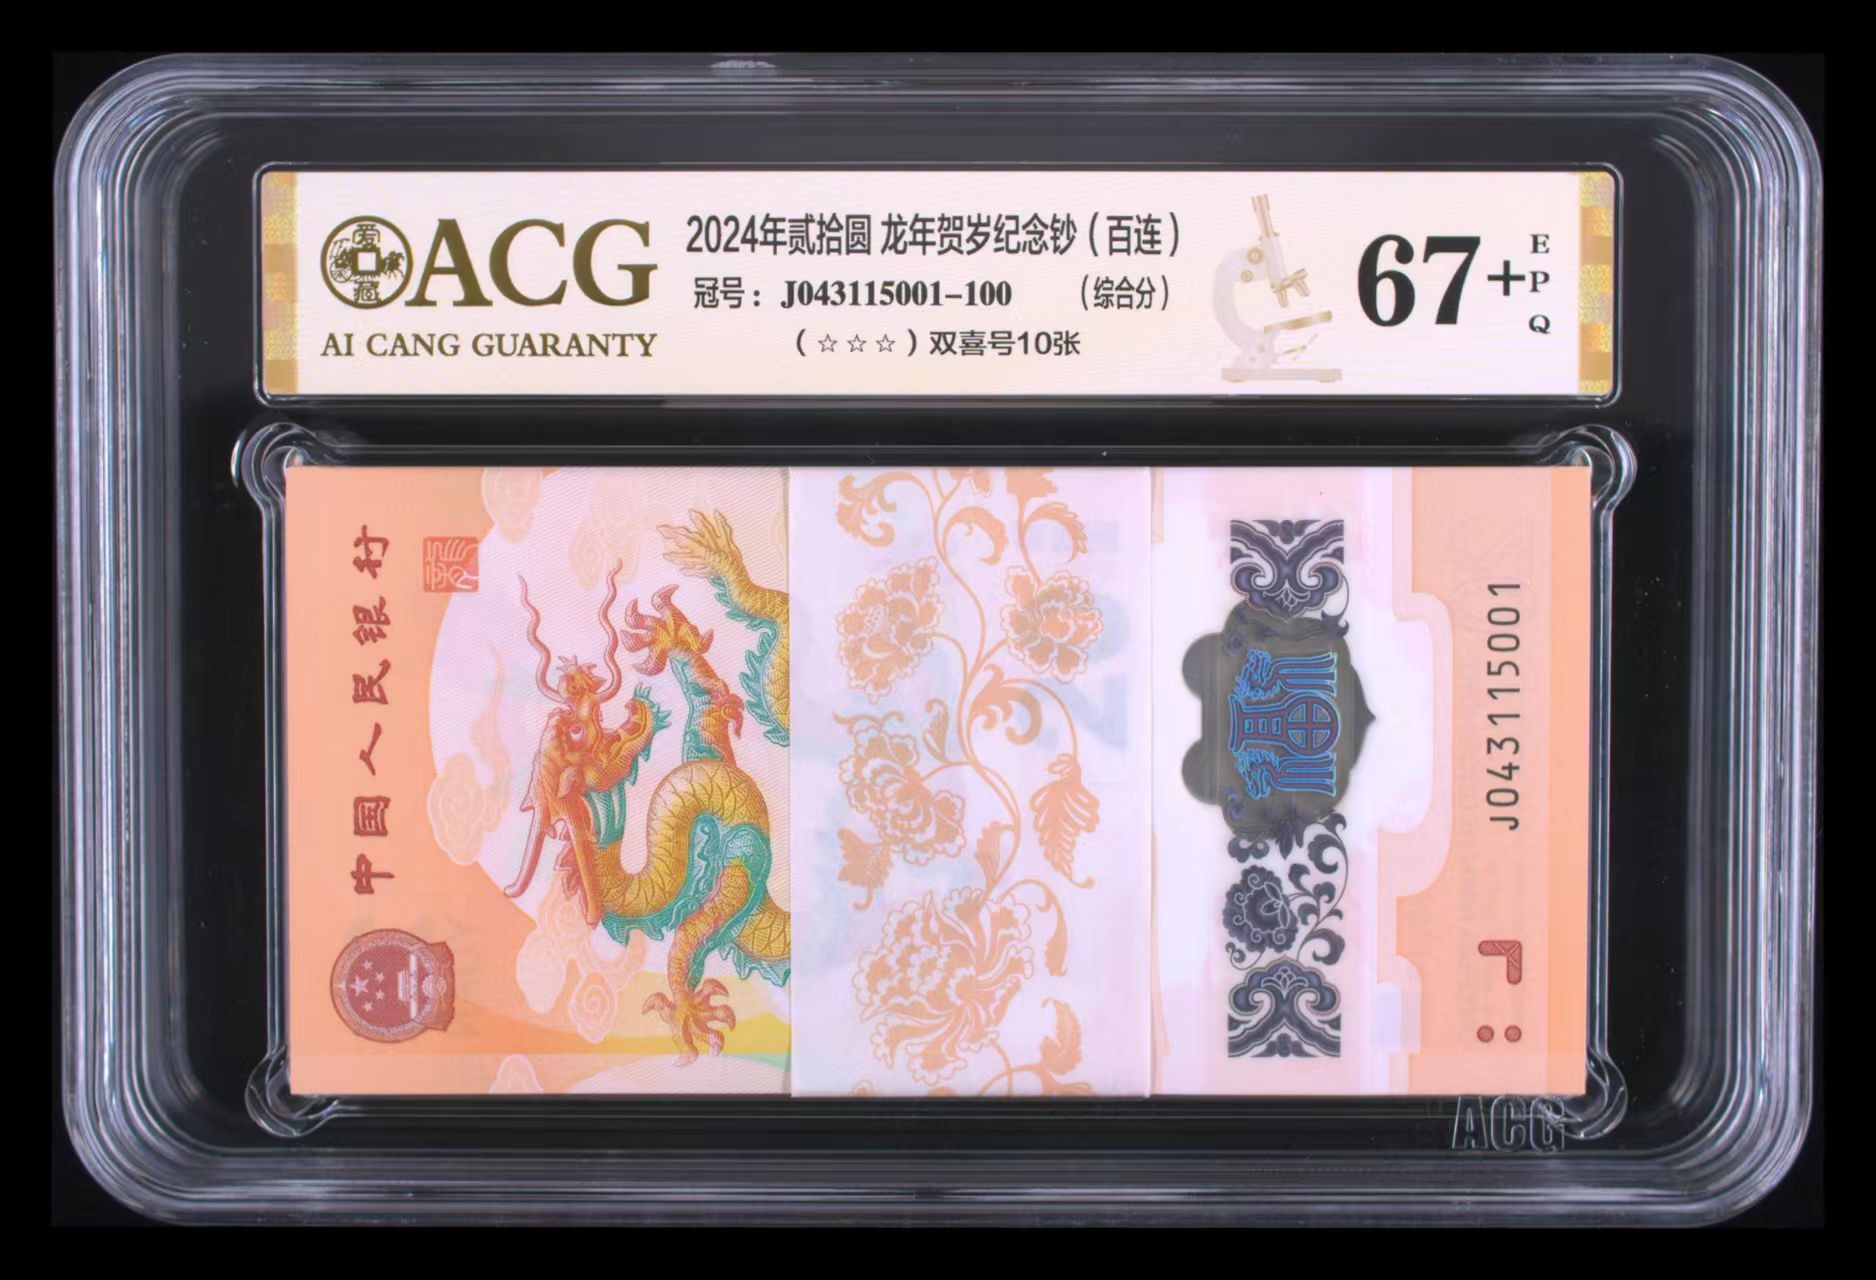 ACG
AI CANG GUARANTY
2024年贰拾圆 龙年贺岁纪念钞(百连)
冠号: J043115001-100 (综合分)
(☆☆☆)双喜号10张
67+
EPQ
中国人民银行
J043115001
ACG